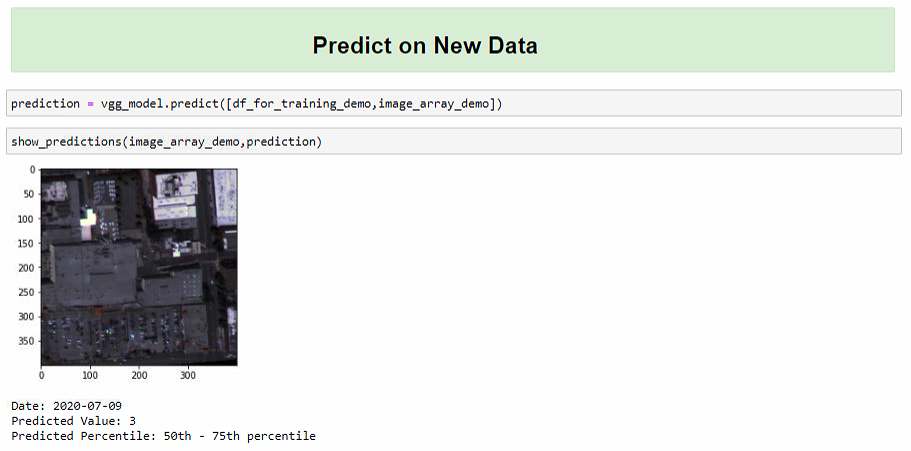 Predict on New Data
prediction = vgg_model.predict([df_for_training_demo,image_array_demo])
show_predictions(image_array_demo,prediction)
0
50
100
150
200
250
300
350
0 100 200 300
Date: 2020-07-09
Predicted Value: 3
Predicted Percentile: 50th - 75th percentile